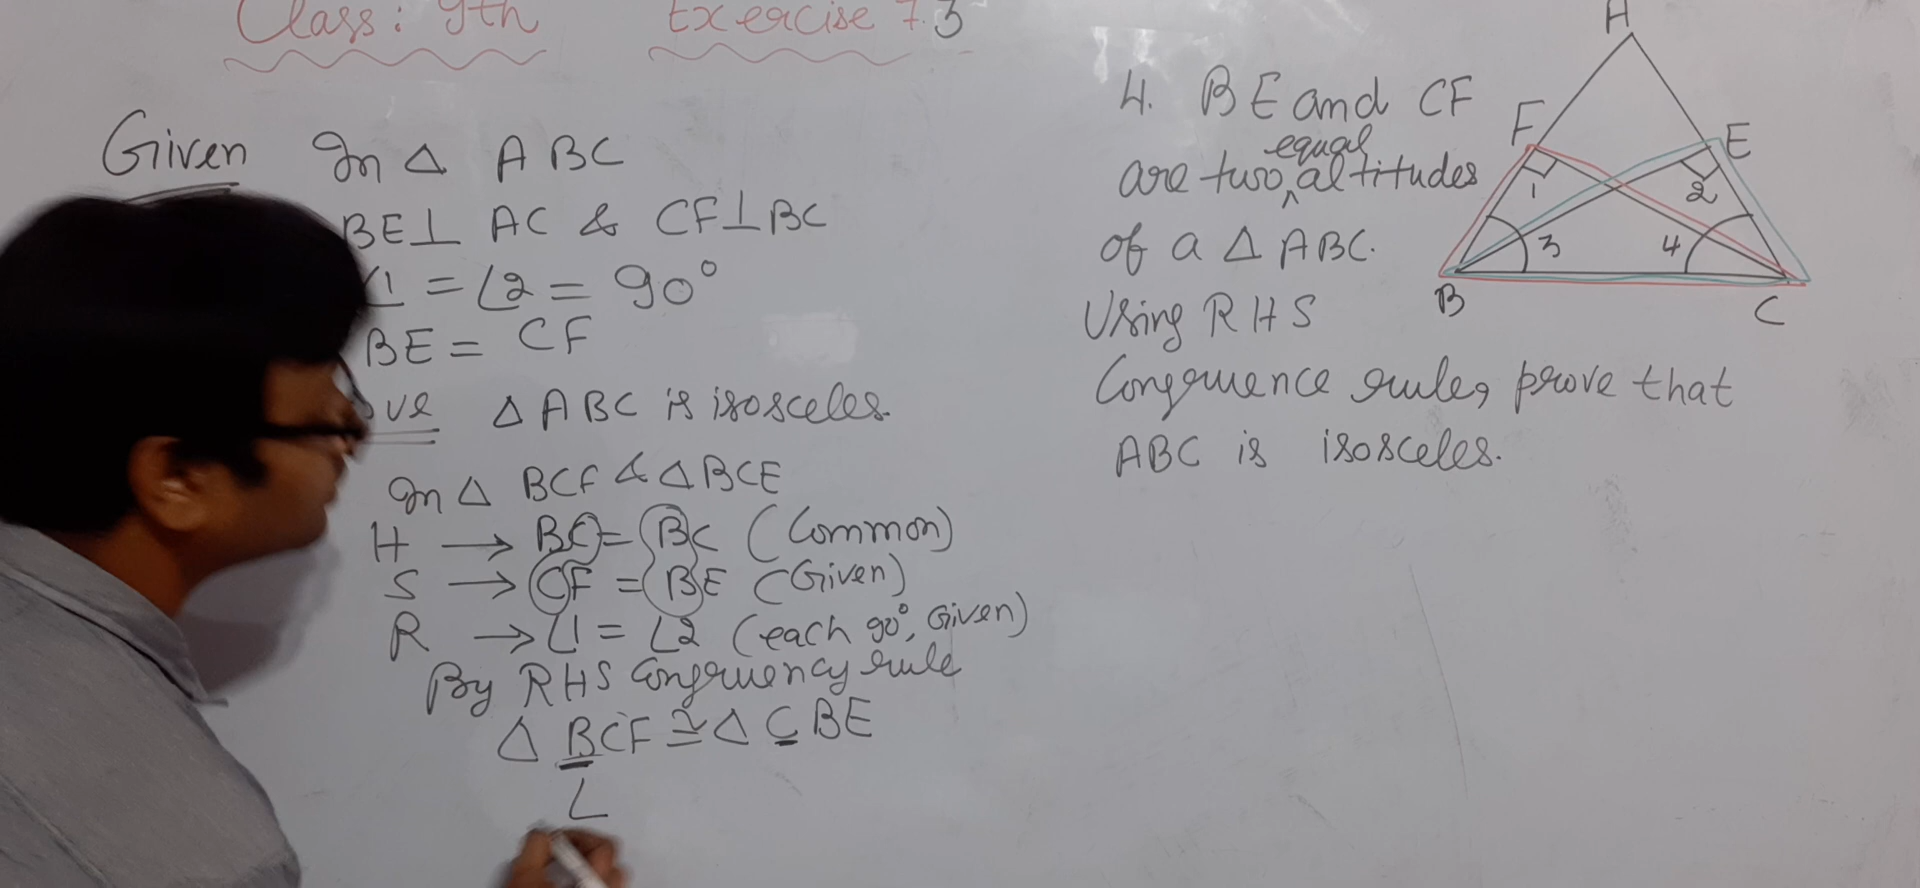 Class: 9th Exercise 7.3
Given In Δ ABC
BE⊥ AC & CF⊥BC
∠1 = ∠2 = 90°
BE = CF
ove Δ ABC is isosceles.
In Δ BCF & Δ BCE
H → BC = BC (Common)
S → CF = BE (Given)
R → ∠1 = ∠2 (each 90°, Given)
By RHS Congruency rule
Δ BCF ≅ Δ CBE
∠
4. BE and CF
are two equal altitudes
of a Δ ABC.
Using RHS
Congruence rule, prove that
ABC is isosceles.
A
F
E
1
2
3
4
B
C